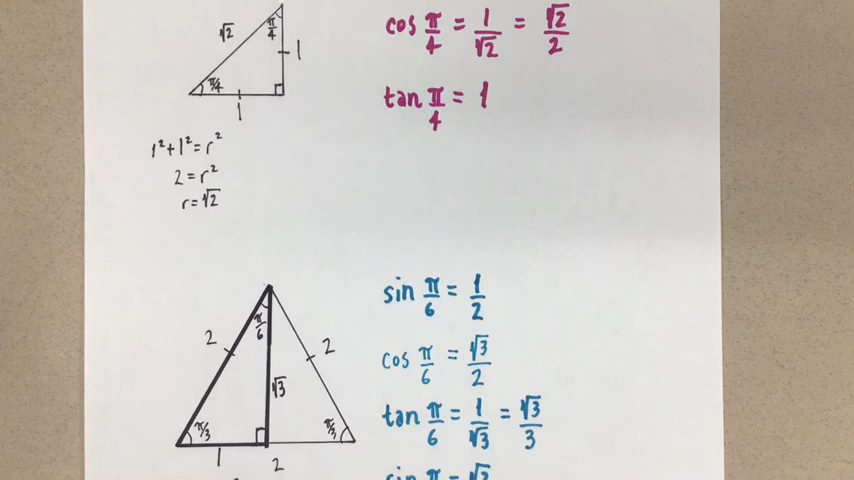 √2
π/4
1
π/4
1
cos π/4 = 1/√2 = √2/2
tan π/4 = 1
1² + 1² = r²
2 = r²
r = √2
π/6
2
2
√3
π/3
π/3
1
2
sin π/6 = 1/2
cos π/6 = √3/2
tan π/6 = 1/√3 = √3/3
sin π = √2